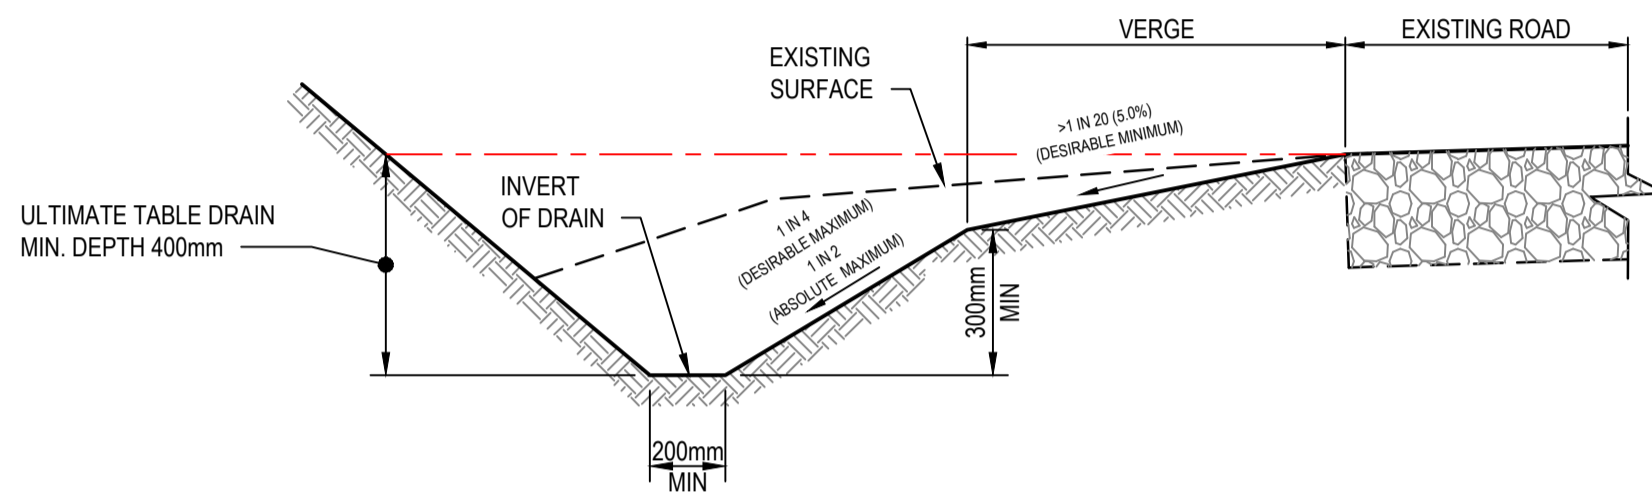 VERGE
EXISTING ROAD
EXISTING
SURFACE
>1 IN 20 (5.0%)
(DESIRABLE MINIMUM)
INVERT
OF DRAIN
ULTIMATE TABLE DRAIN
MIN. DEPTH 400mm
1 IN 4
(DESIRABLE MAXIMUM)
1 IN 2
(ABSOLUTE MAXIMUM)
300mm
MIN
200mm
MIN